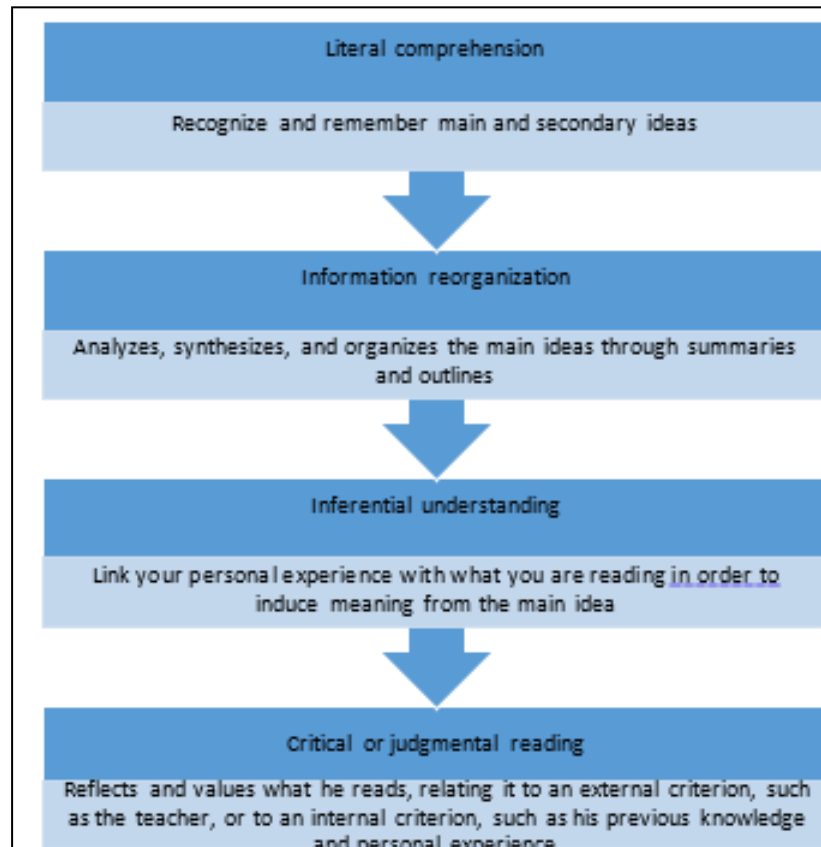 Literal comprehension
Recognize and remember main and secondary ideas
Information reorganization
Analyzes, synthesizes, and organizes the main ideas through summaries
and outlines
Inferential understanding
Link your personal experience with what you are reading in order to
induce meaning from the main idea
Critical or judgmental reading
Reflects and values what he reads, relating it to an external criterion, such
as the teacher, or to an internal criterion, such as his previous knowledge
and personal experience